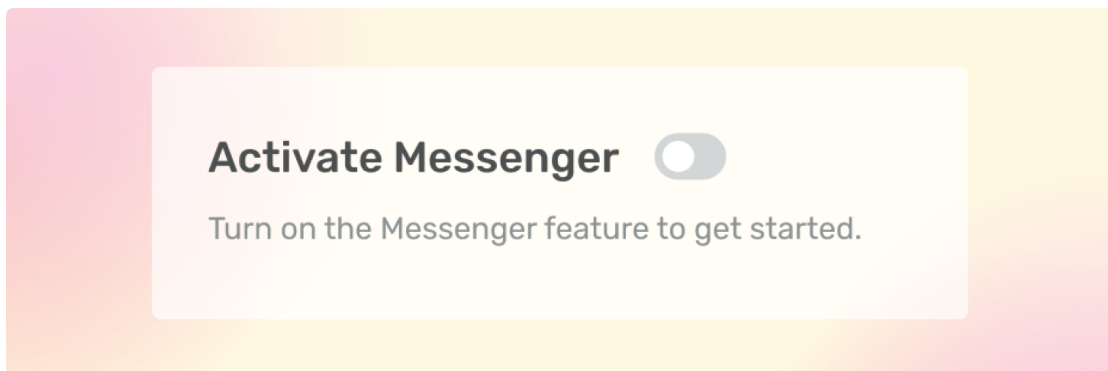 Activate Messenger
Turn on the Messenger feature to get started.